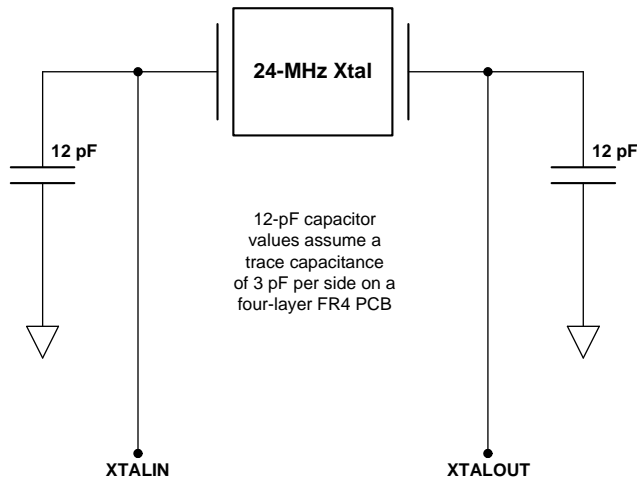 24-MHz Xtal
12 pF
12 pF
12-pF capacitor
values assume a
trace capacitance
of 3 pF per side on a
four-layer FR4 PCB
XTALIN
XTALOUT